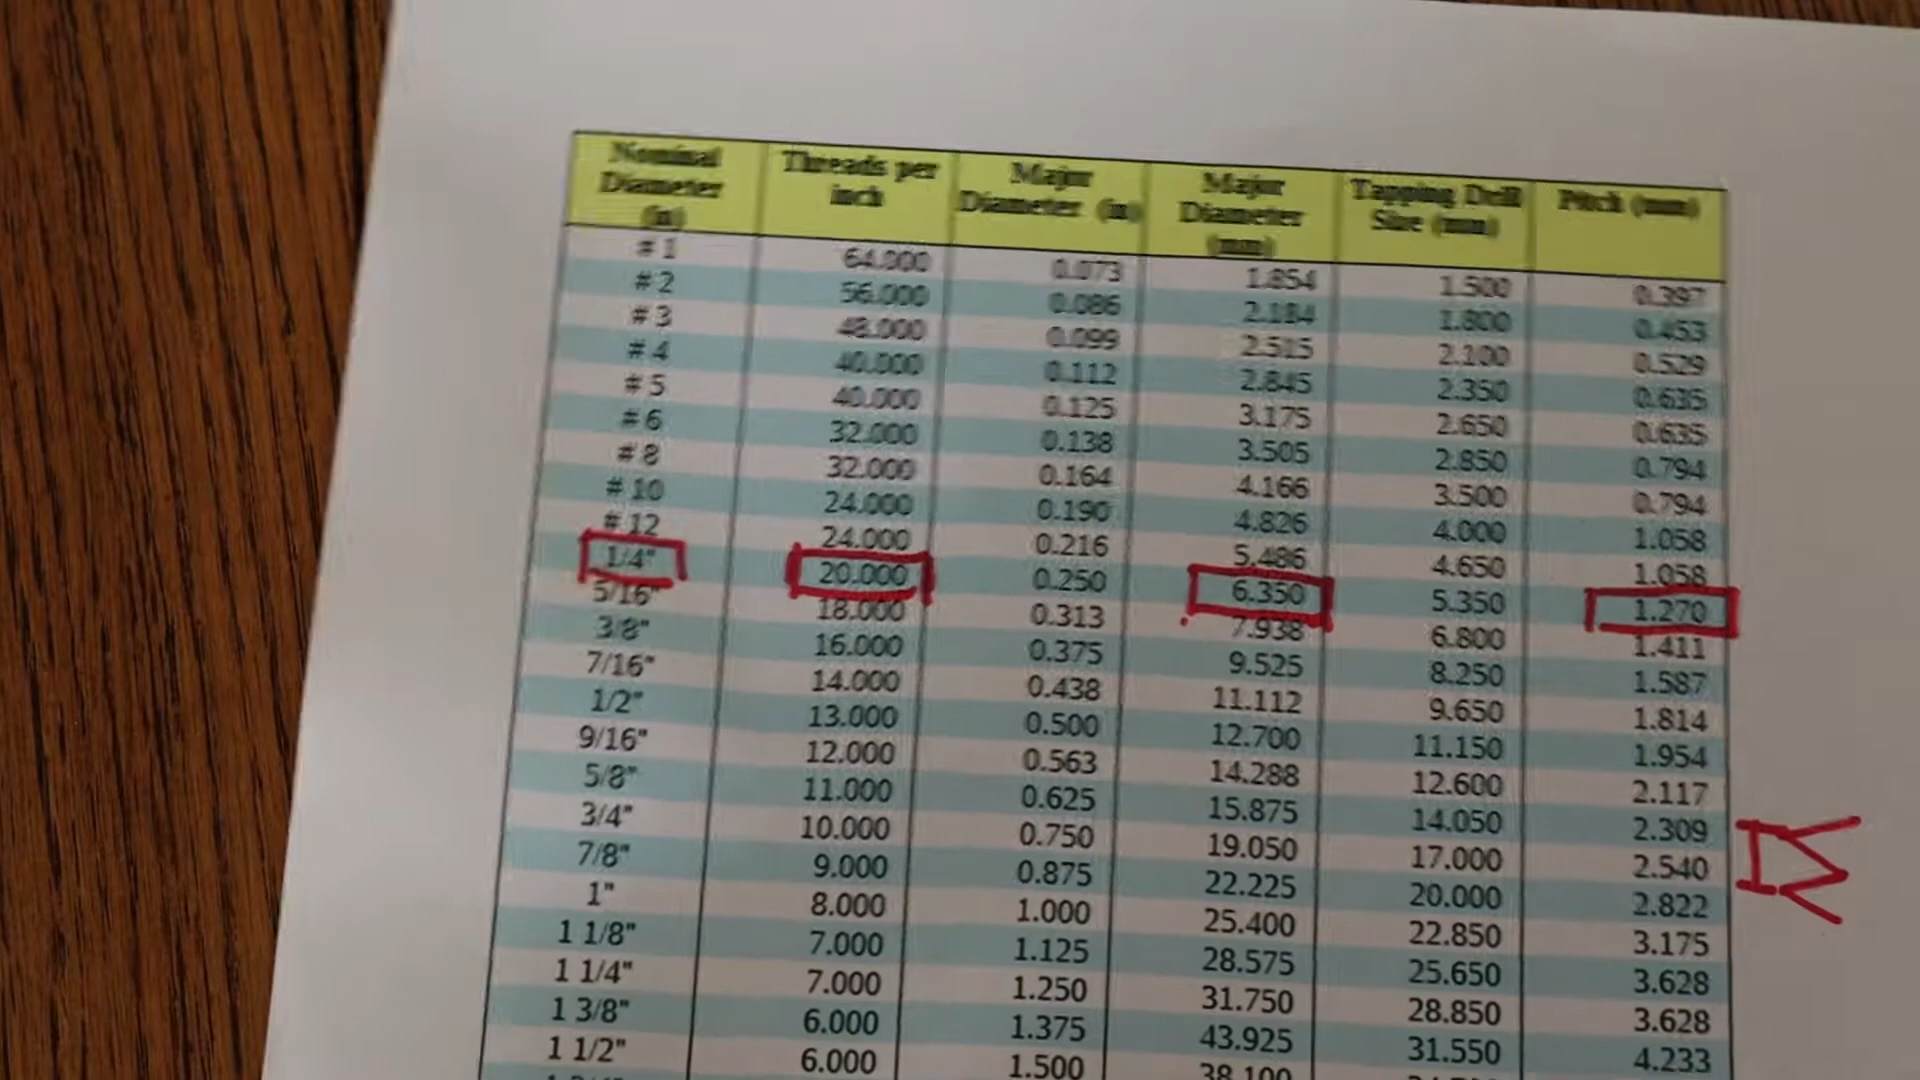 Nominal Diameter (in) Threads per inch Major Diameter (in) Major Diameter (mm) Tapping Drill Size (mm) Pitch (mm)
# 1 64.000 0.073 1.854 1.500 0.397
# 2 56.000 0.086 2.184 1.800 0.453
# 3 48.000 0.099 2.515 2.100 0.529
# 4 40.000 0.112 2.845 2.350 0.635
# 5 40.000 0.125 3.175 2.650 0.635
# 6 32.000 0.138 3.505 2.850 0.794
# 8 32.000 0.164 4.166 3.500 0.794
# 10 24.000 0.190 4.826 4.000 1.058
# 12 24.000 0.216 5.486 4.650 1.058
1/4" 20.000 0.250 6.350 5.350 1.270
5/16" 18.000 0.313 7.938 6.800 1.411
3/8" 16.000 0.375 9.525 8.250 1.587
7/16" 14.000 0.438 11.112 9.650 1.814
1/2" 13.000 0.500 12.700 11.150 1.954
9/16" 12.000 0.563 14.288 12.600 2.117
5/8" 11.000 0.625 15.875 14.050 2.309
3/4" 10.000 0.750 19.050 17.000 2.540
7/8" 9.000 0.875 22.225 20.000 2.822
1" 8.000 1.000 25.400 22.850 3.175
1 1/8" 7.000 1.125 28.575 25.650 3.628
1 1/4" 7.000 1.250 31.750 28.850 3.628
1 3/8" 6.000 1.375 43.925 31.550 4.233
1 1/2" 6.000 1.500 38.100